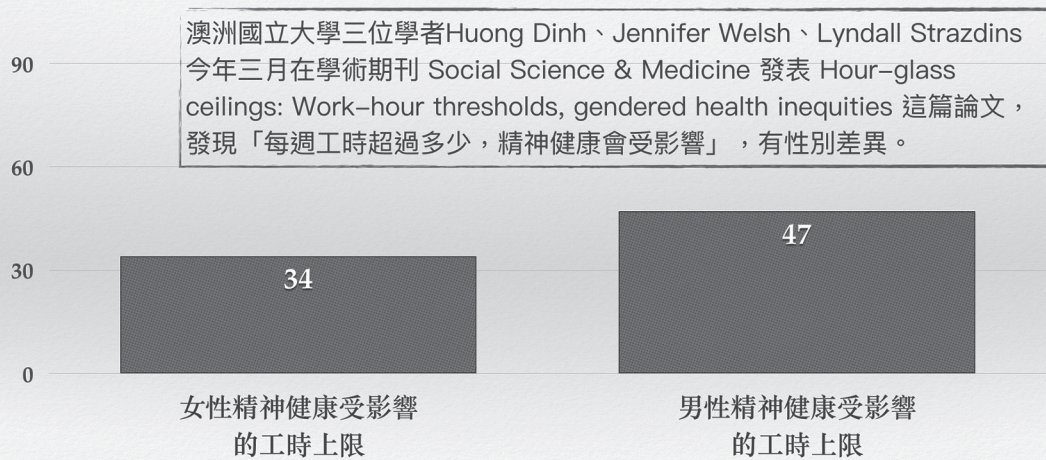 澳洲國立大學三位學者Huong Dinh、Jennifer Welsh、Lyndall Strazdins
今年三月在學術期刊 Social Science & Medicine 發表 Hour-glass
ceilings: Work-hour thresholds, gendered health inequities 這篇論文，
發現「每週工時超過多少，精神健康會受影響」，有性別差異。
90
60
30
0
34
47
女性精神健康受影響
的工時上限
男性精神健康受影響
的工時上限